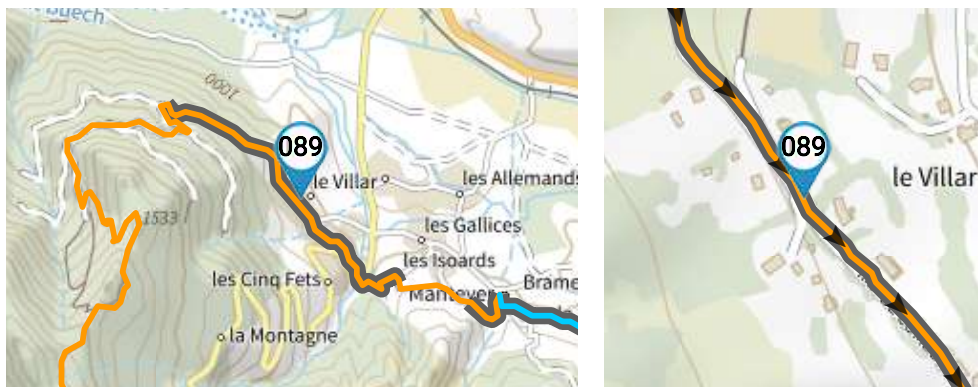 Buëch
1000
089
le Villar
les Allemands
1533
les Gallices
les Isoards
les Cinq Fets
Manteyer
Brame
la Montagne
089
le Villar